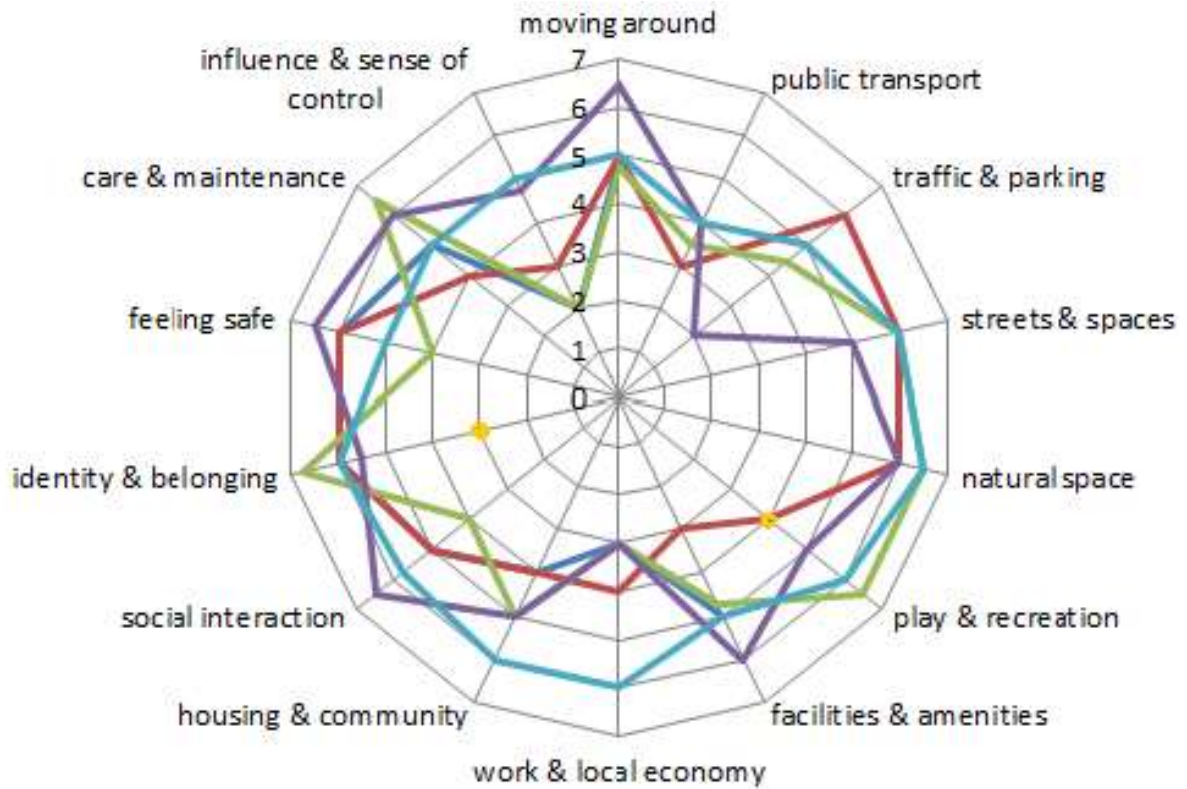 moving around
influence & sense of
control
public transport
care & maintenance
traffic & parking
feeling safe
streets & spaces
identity & belonging
natural space
social interaction
play & recreation
housing & community
facilities & amenities
work & local economy
7
6
5
4
3
2
1
0